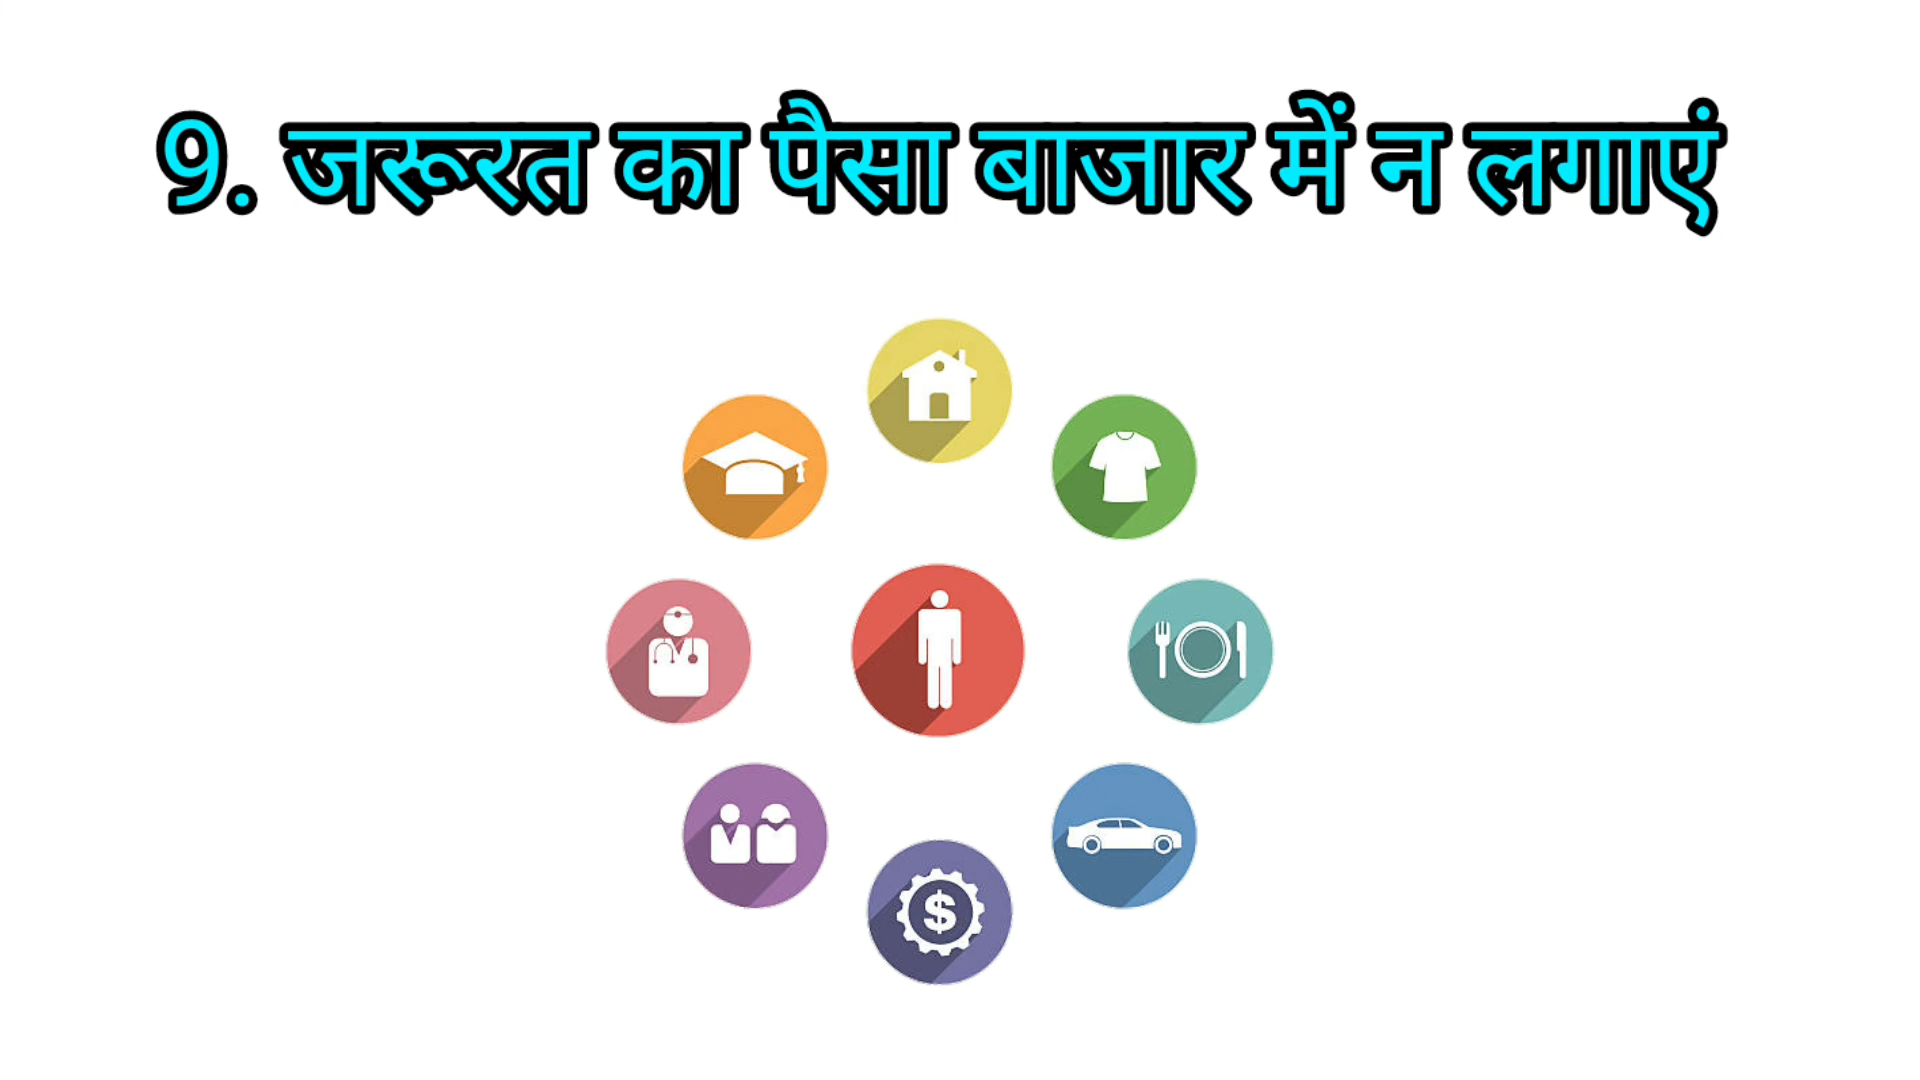 9. जरूरत का पैसा बाजार में न लगाएं
$